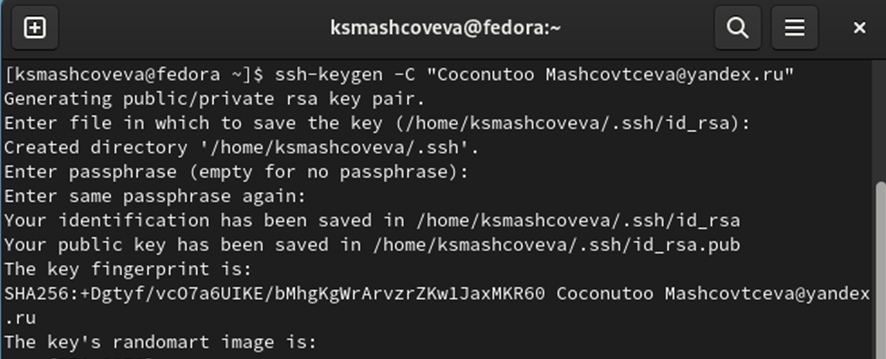 ksmashcoveva@fedora:~
[ksmashcoveva@fedora ~]$ ssh-keygen -C "Coconutoo Mashcovtceva@yandex.ru"
Generating public/private rsa key pair.
Enter file in which to save the key (/home/ksmashcoveva/.ssh/id_rsa):
Created directory '/home/ksmashcoveva/.ssh'.
Enter passphrase (empty for no passphrase):
Enter same passphrase again:
Your identification has been saved in /home/ksmashcoveva/.ssh/id_rsa
Your public key has been saved in /home/ksmashcoveva/.ssh/id_rsa.pub
The key fingerprint is:
SHA256:+Dgtyf/vcO7a6UIKE/bMhgKgWrArvzrZKw1JaxMKR60 Coconutoo Mashcovtceva@yandex
.ru
The key's randomart image is: